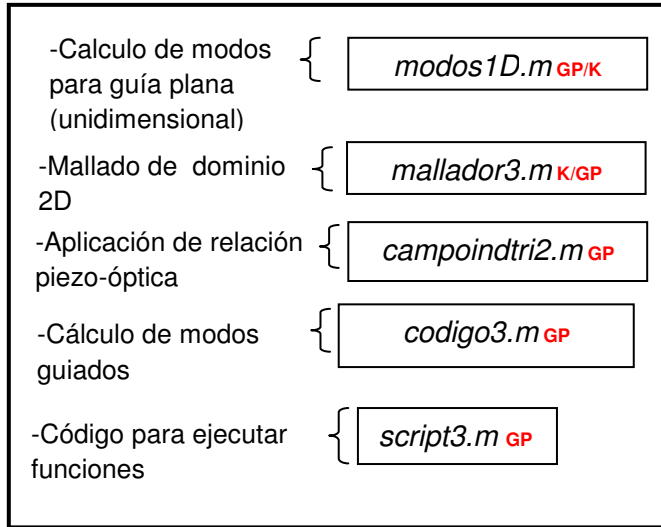 -Calculo de modos
para guía plana
(unidimensional)
modos1D.m GP/K
-Mallado de dominio
2D
mallador3.m K/GP
-Aplicación de relación
piezo-óptica
campoindtri2.m GP
-Cálculo de modos
guiados
codigo3.m GP
-Código para ejecutar
funciones
script3.m GP